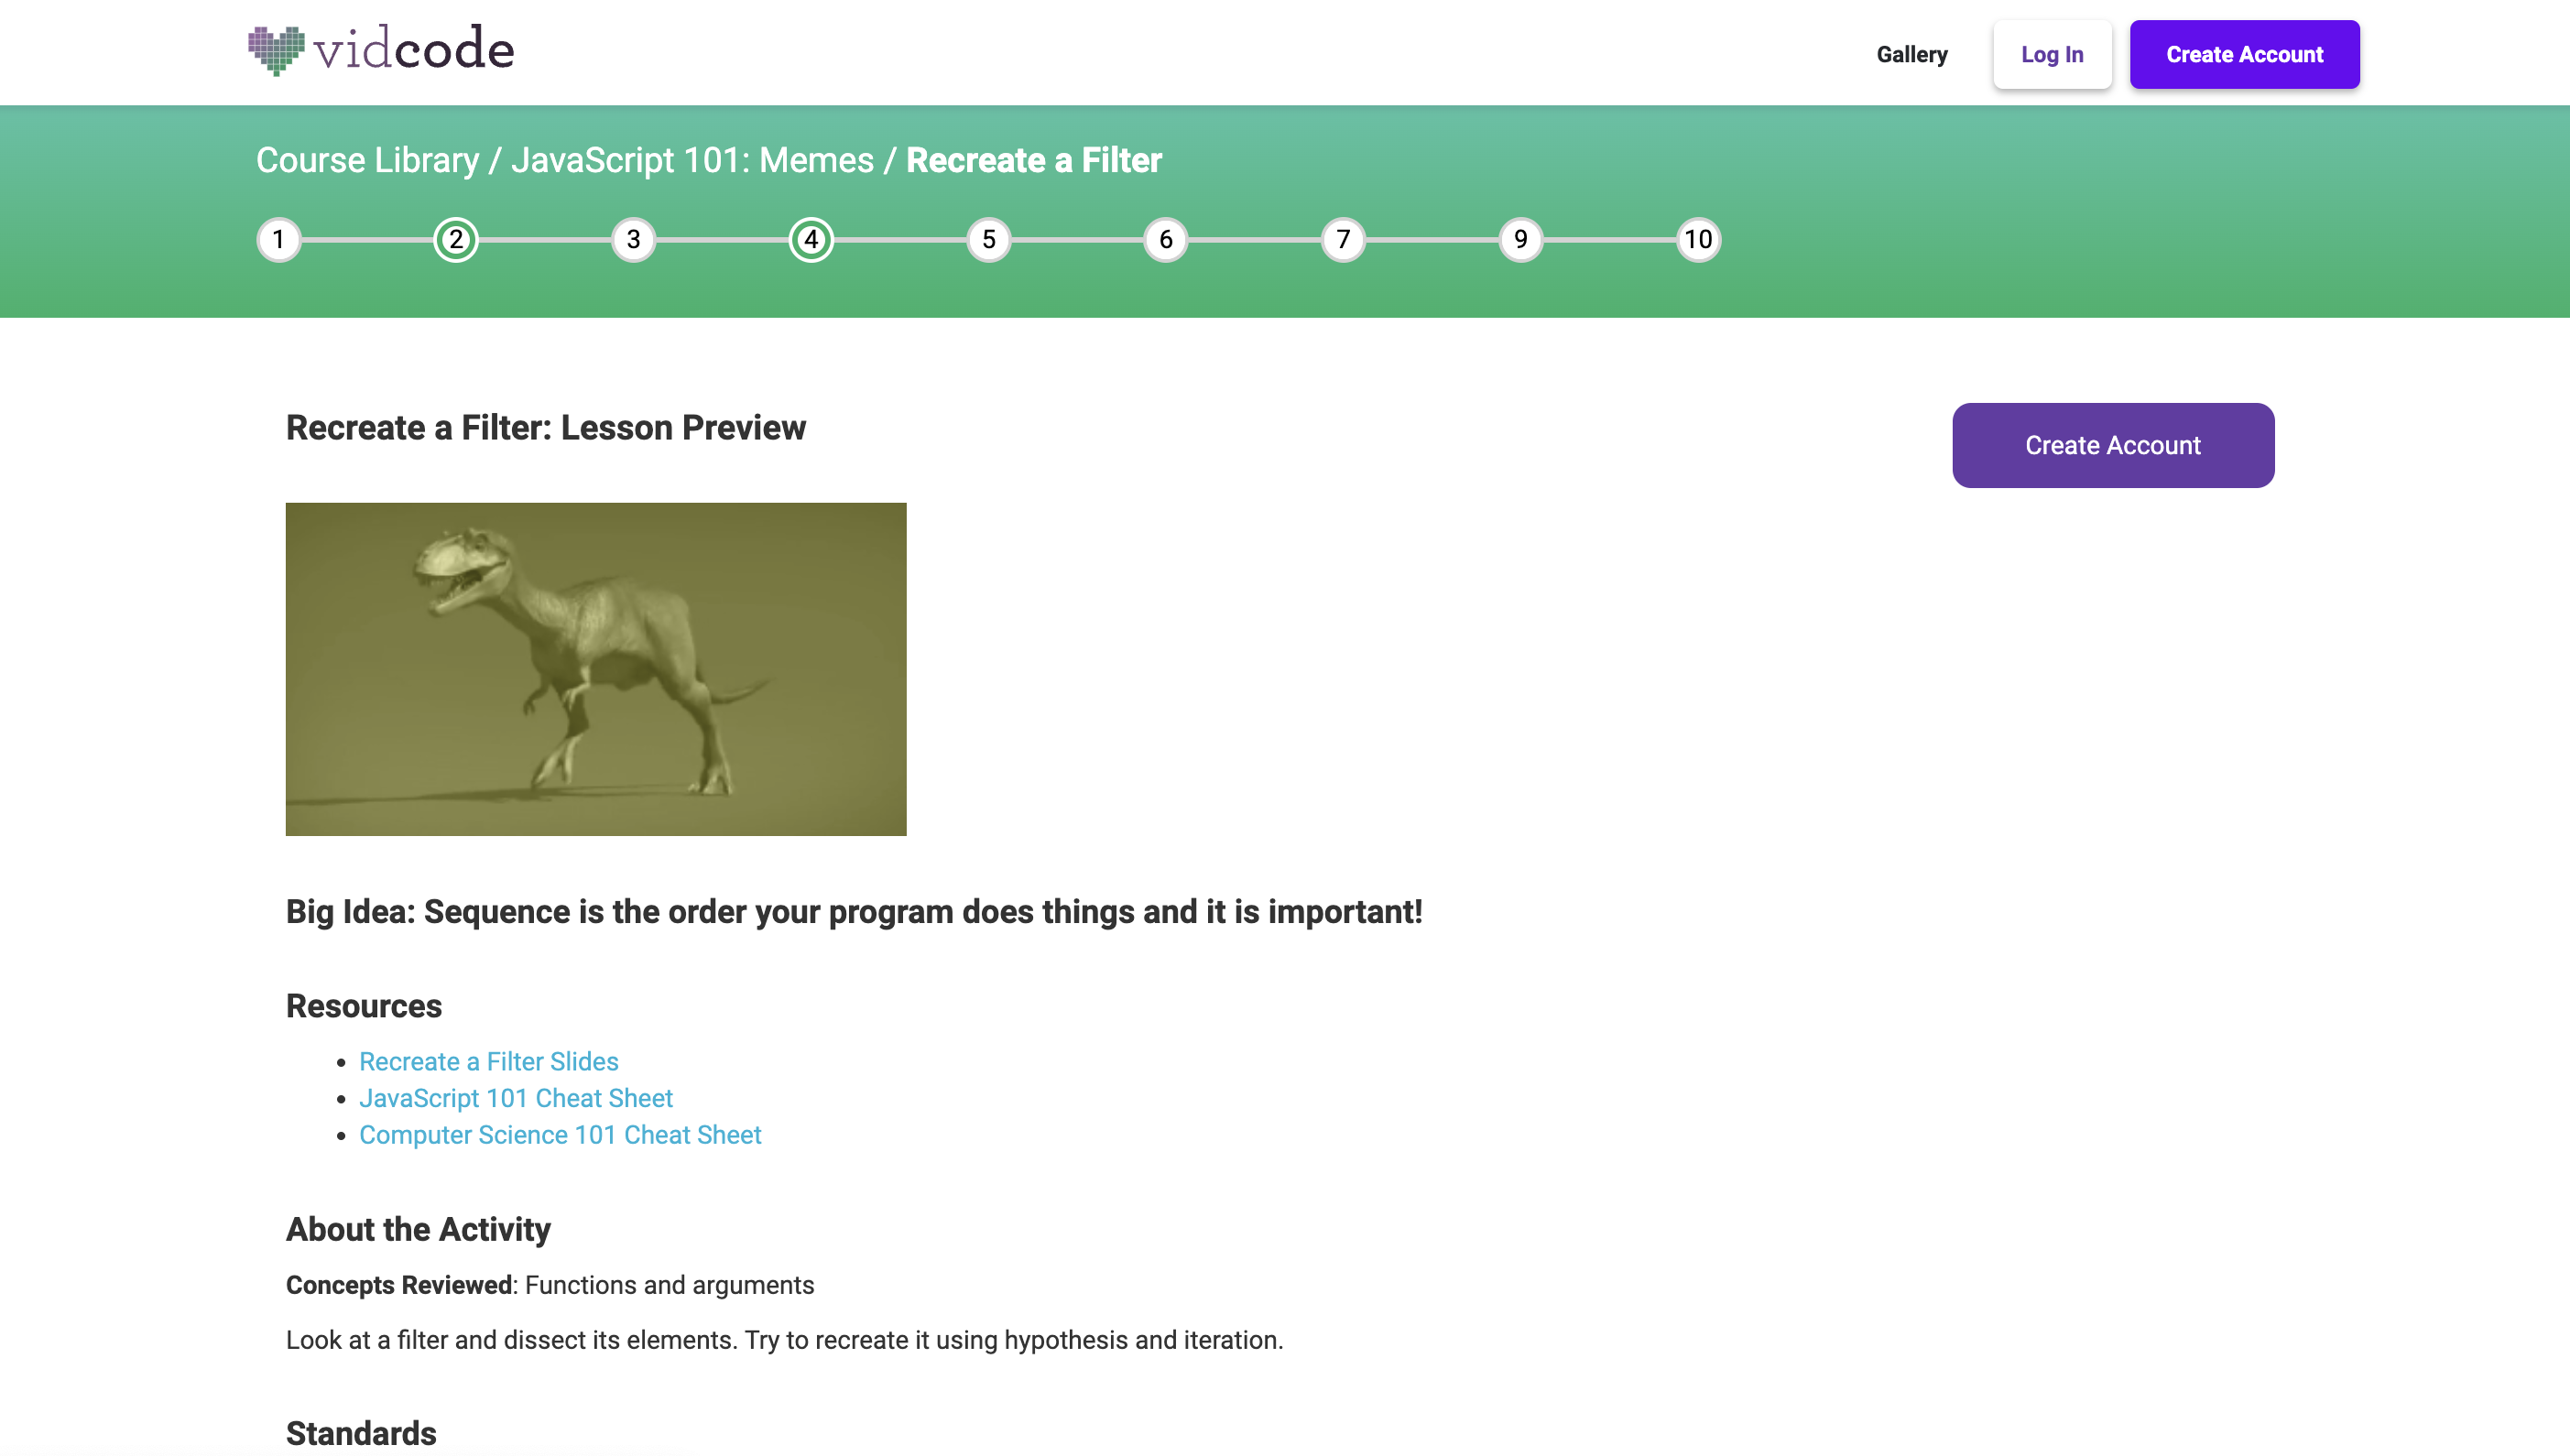 vidcode
Gallery
Log In
Create Account
Course Library / JavaScript 101: Memes / Recreate a Filter
1 2 3 4 5 6 7 9 10
Recreate a Filter: Lesson Preview
Create Account
Big Idea: Sequence is the order your program does things and it is important!
Resources
Recreate a Filter Slides
JavaScript 101 Cheat Sheet
Computer Science 101 Cheat Sheet
About the Activity
Concepts Reviewed: Functions and arguments
Look at a filter and dissect its elements. Try to recreate it using hypothesis and iteration.
Standards